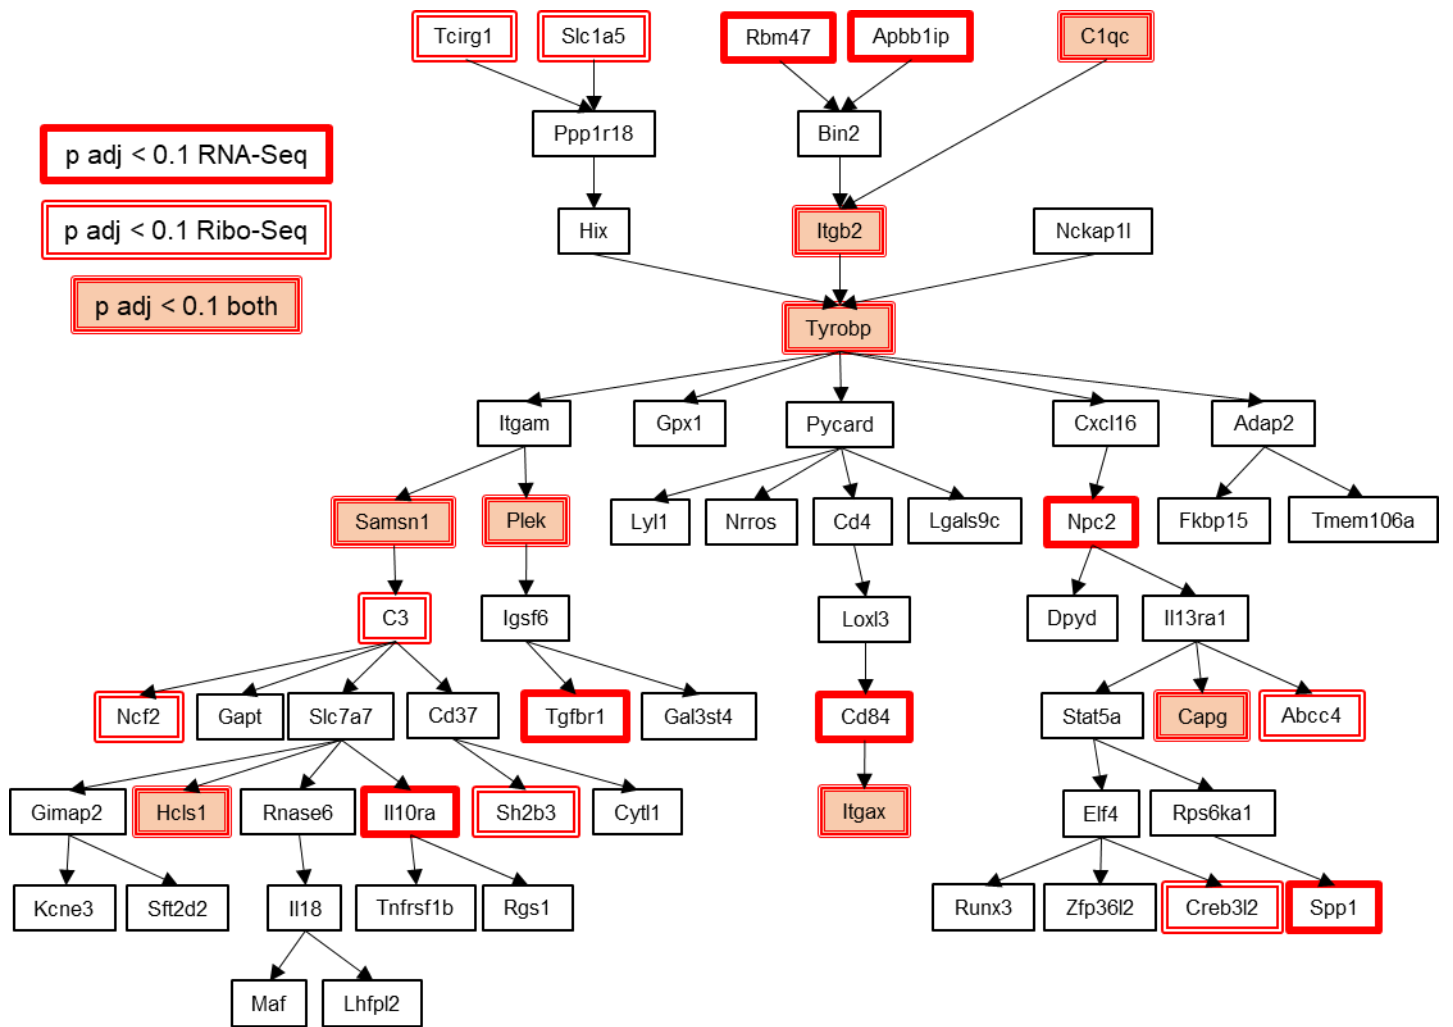 Tcirg1
Slc1a5
Rbm47
Apbb1ip
C1qc
p adj < 0.1 RNA-Seq
Ppp1r18
Bin2
p adj < 0.1 Ribo-Seq
Hix
Itgb2
Nckap1l
p adj < 0.1 both
Tyrobp
Itgam
Gpx1
Pycard
Cxcl16
Adap2
Samsn1
Plek
Lyl1
Nrros
Cd4
Lgals9c
Npc2
Fkbp15
Tmem106a
C3
Igsf6
Loxl3
Dpyd
Il13ra1
Ncf2
Gapt
Slc7a7
Cd37
Tgfbr1
Gal3st4
Cd84
Stat5a
Capg
Abcc4
Gimap2
Hcls1
Rnase6
Il10ra
Sh2b3
Cytl1
Itgax
Elf4
Rps6ka1
Kcne3
Sft2d2
Il18
Tnfrsf1b
Rgs1
Runx3
Zfp36l2
Creb3l2
Spp1
Maf
Lhfpl2